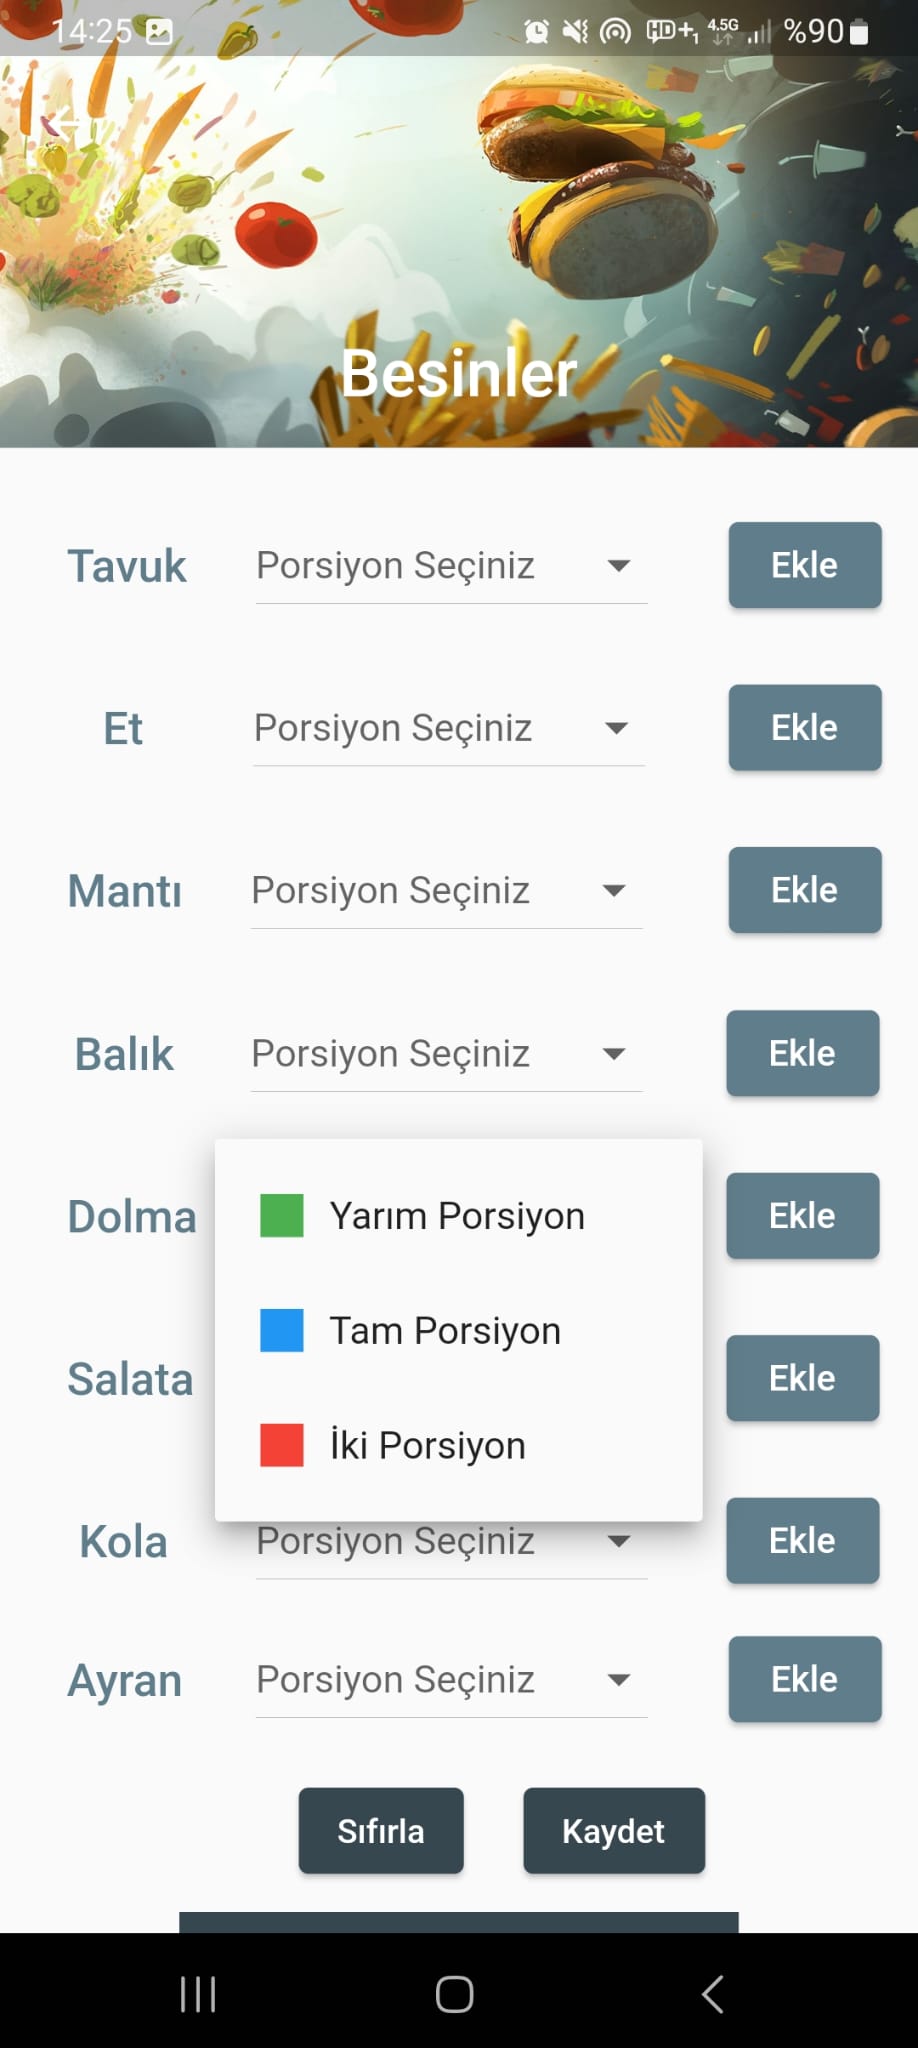 14:25 HD+1 4.5G %90
Besinler
Tavuk Porsiyon Seçiniz Ekle
Et Porsiyon Seçiniz Ekle
Mantı Porsiyon Seçiniz Ekle
Balık Porsiyon Seçiniz Ekle
Dolma Yarım Porsiyon Ekle
Tam Porsiyon
Salata Ekle
İki Porsiyon
Kola Porsiyon Seçiniz Ekle
Ayran Porsiyon Seçiniz Ekle
Sıfırla Kaydet